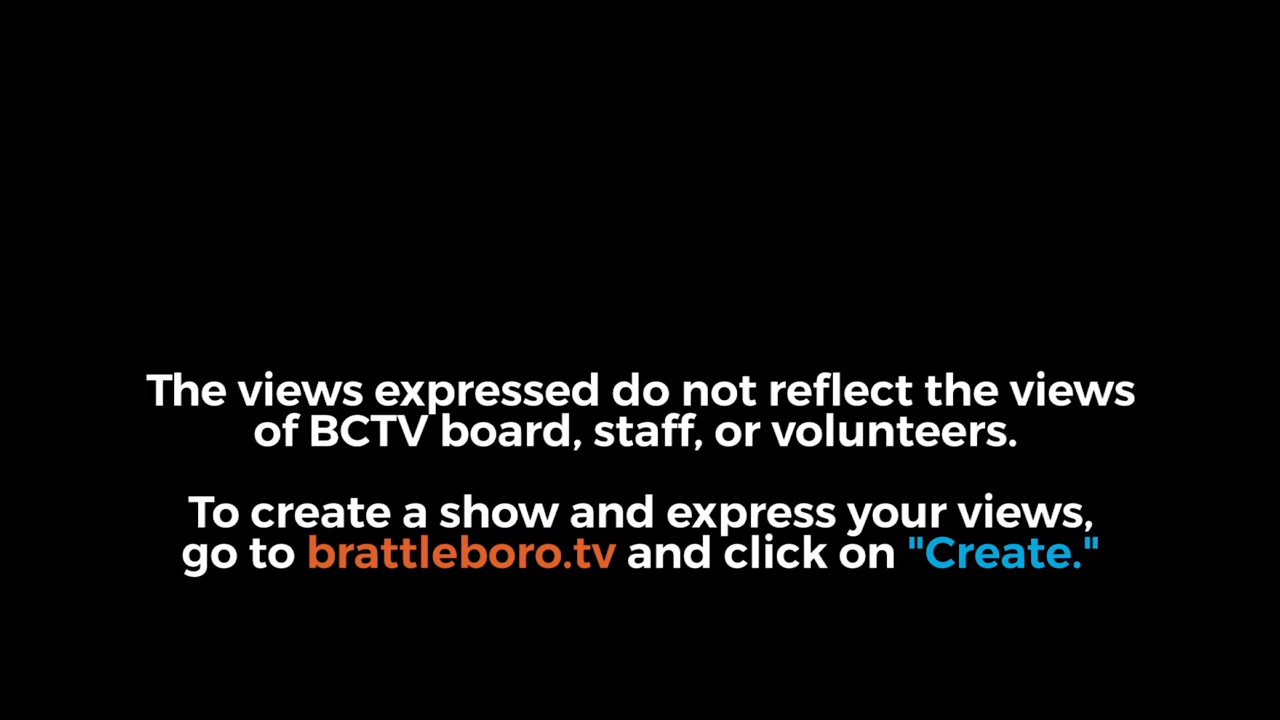 The views expressed do not reflect the views
of BCTV board, staff, or volunteers.
To create a show and express your views,
go to brattleboro.tv and click on "Create."